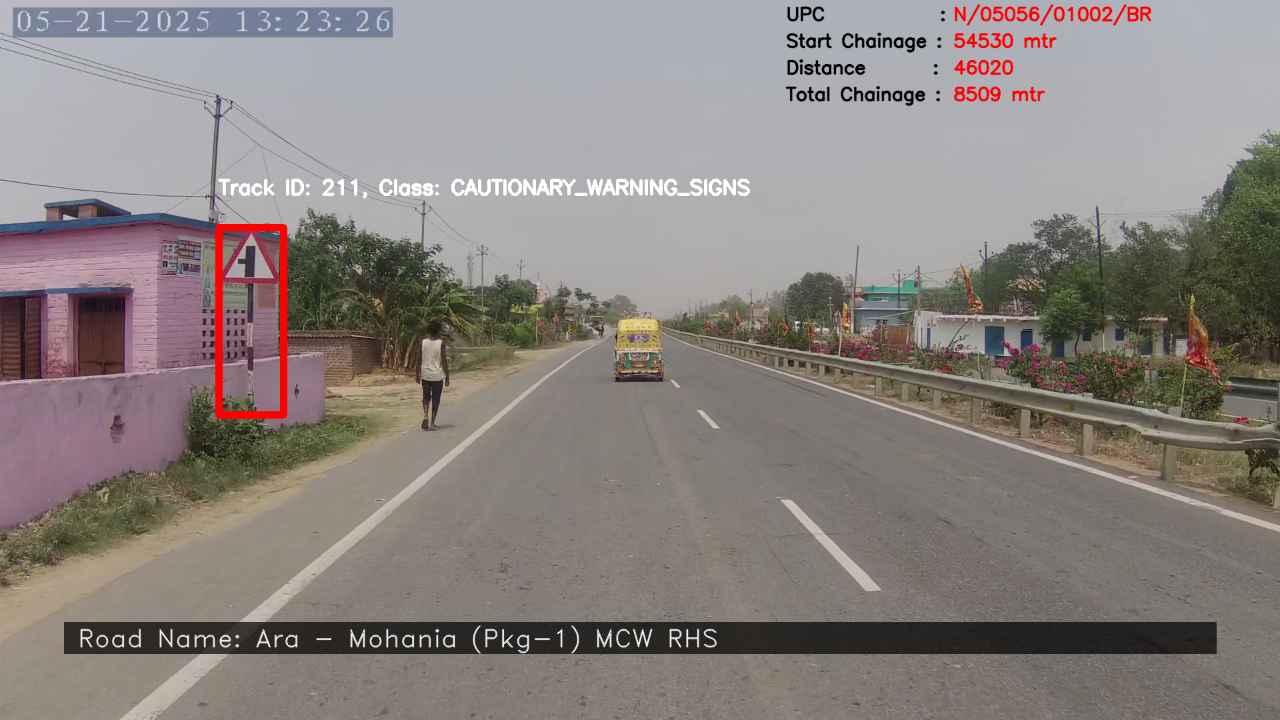 05-21-2025 13:23:26
UPC : N/05056/01002/BR
Start Chainage : 54530 mtr
Distance : 46020
Total Chainage : 8509 mtr
Track ID: 211, Class: CAUTIONARY_WARNING_SIGNS
Road Name: Ara - Mohania (Pkg-1) MCW RHS